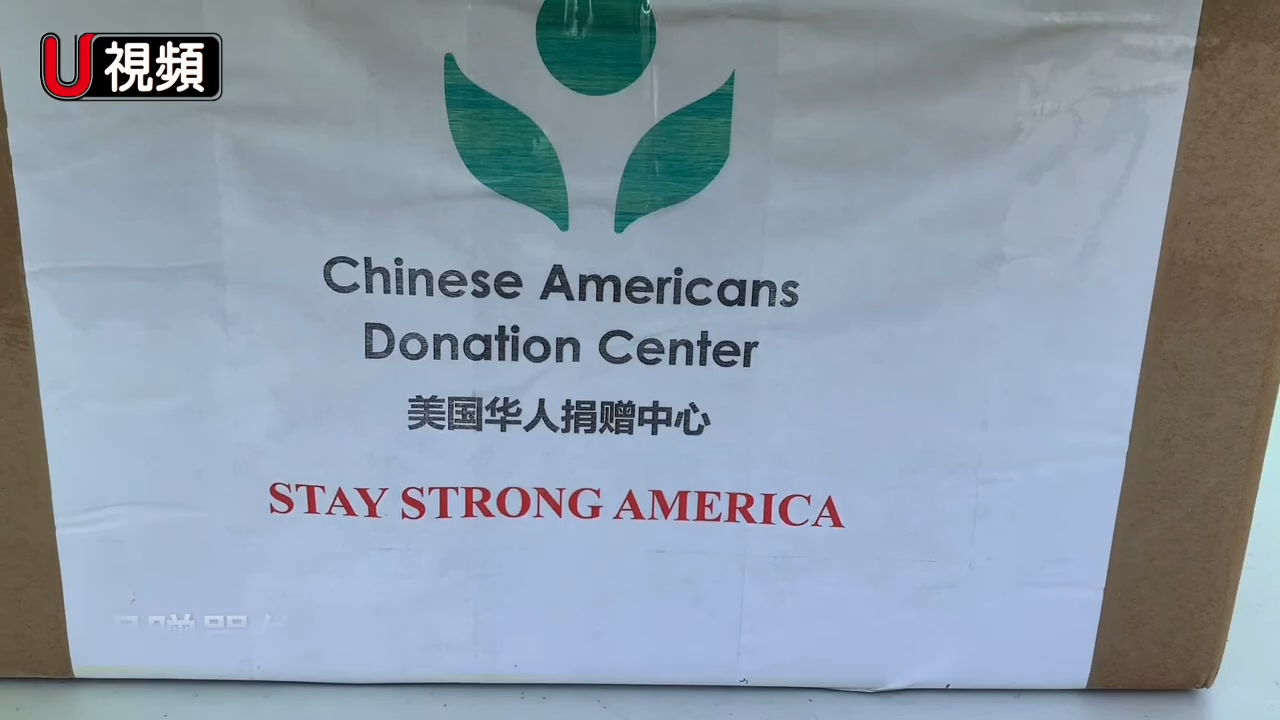 U視頻
Chinese Americans
Donation Center
美国华人捐赠中心
STAY STRONG AMERICA